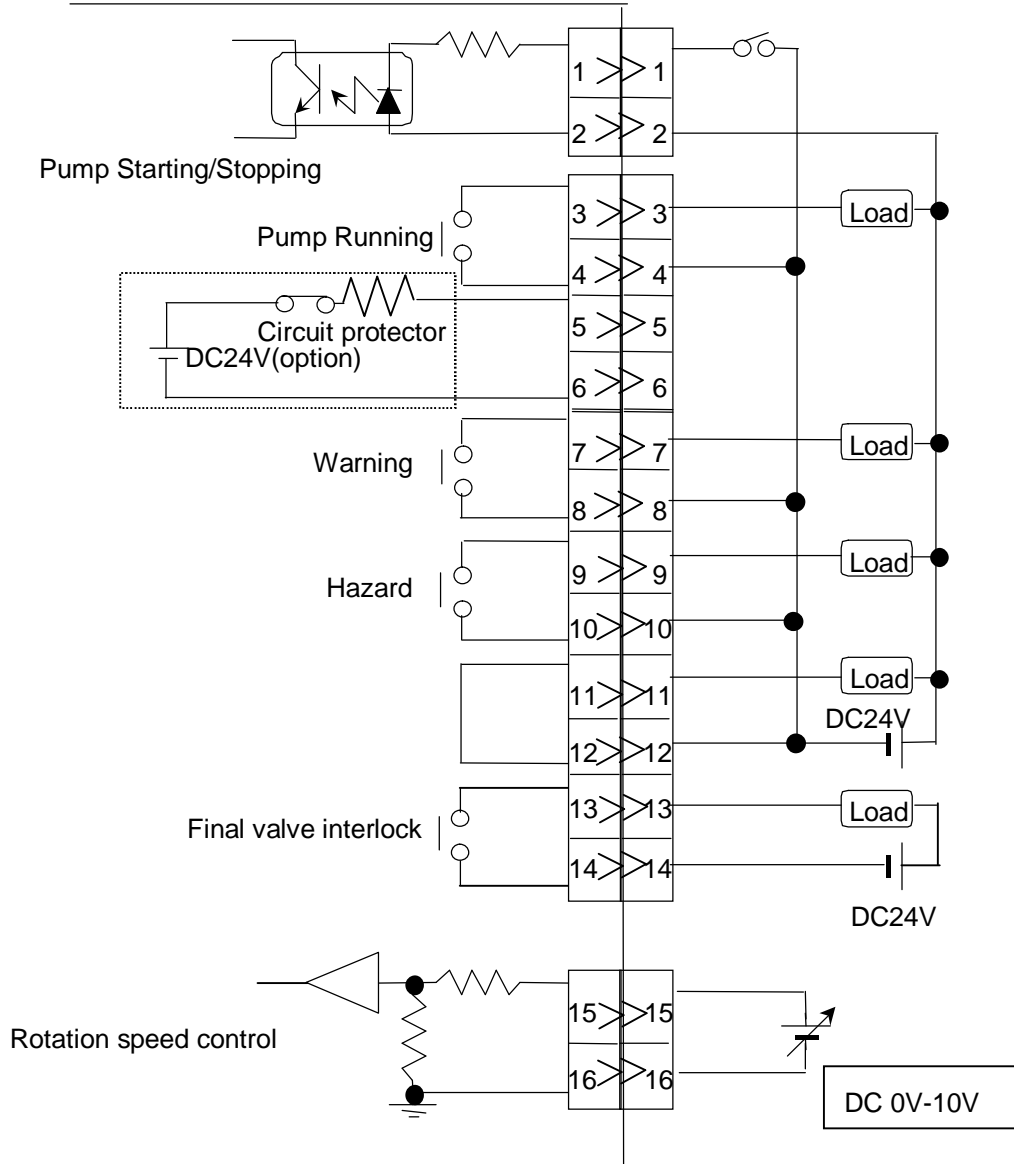 1 1
2 2
Pump Starting/Stopping
3 3 Load
Pump Running
4 4
Circuit protector
5 5
DC24V(option)
6 6
7 7 Load
Warning
8 8
9 9 Load
Hazard
10 10
11 11 Load
DC24V
12 12
13 13 Load
Final valve interlock
14 14
DC24V
15 15
Rotation speed control
16 16
DC 0V-10V